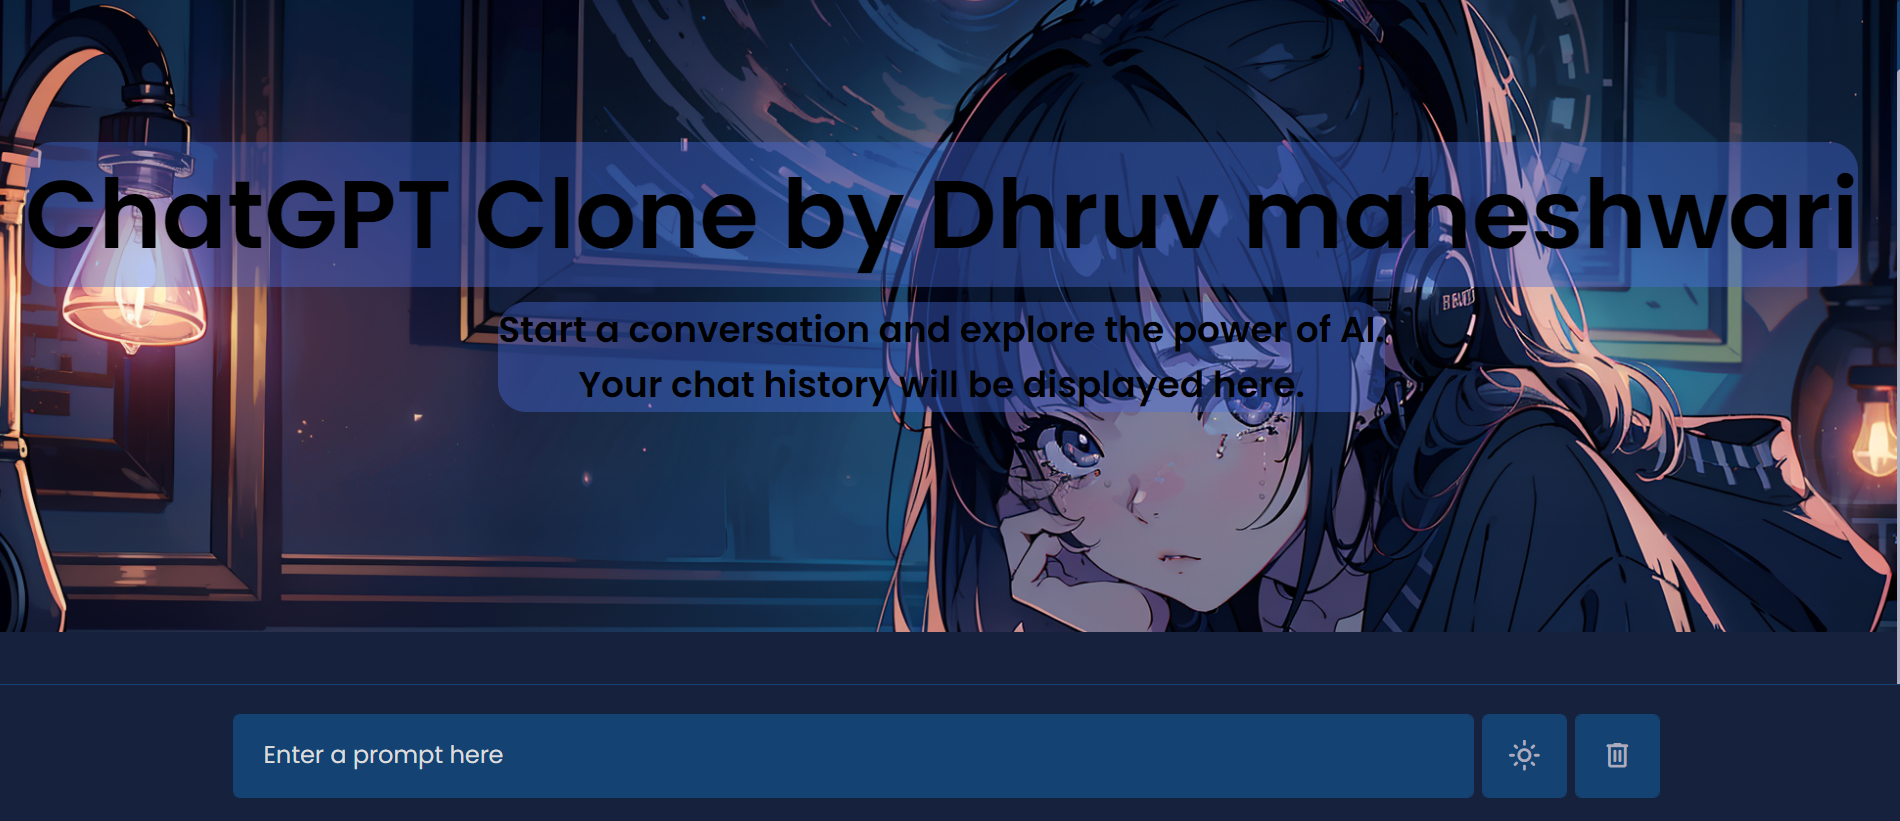 ChatGPT Clone by Dhruv maheshwari
Start a conversation and explore the power of AI.
Your chat history will be displayed here.
Enter a prompt here